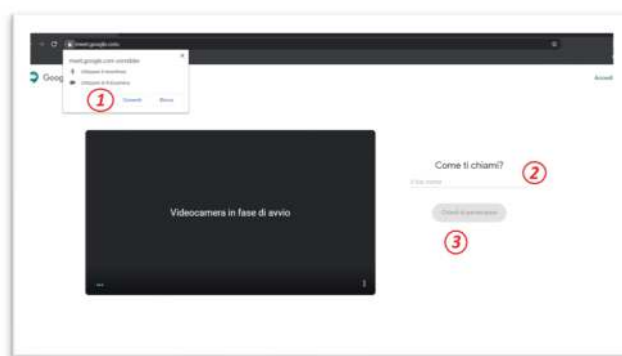 meet.google.com
meet.google.com vorrebbe
×
Utilizzare il microfono
Utilizzare la fotocamera
1
Consenti Blocca
Goog
Accedi
Come ti chiami?
2
Il tuo nome
Videocamera in fase di avvio
Chiedi di partecipare
3